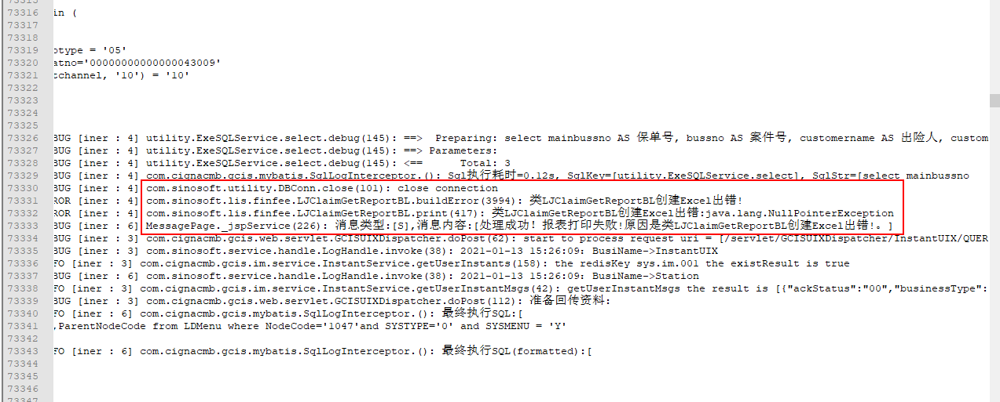 73315
73316 in (
73317
73318
73319 otype = '05'
73320 atno='00000000000000043009'
73321 tchannel, '10') = '10'
73322
73323
73324
73325
73326 BUG [iner : 4] utility.ExeSQLService.select.debug(145): ==>  Preparing: select mainbussno AS 保单号, bussno AS 案件号, customername AS 出险人, custom
73327 BUG [iner : 4] utility.ExeSQLService.select.debug(145): ==> Parameters:
73328 BUG [iner : 4] utility.ExeSQLService.select.debug(145): <==      Total: 3
73329 BUG [iner : 4] com.cignacmb.gcis.mybatis.SqlLogInterceptor.(): Sql执行耗时=0.12s, SqlKey=[utility.ExeSQLService.select], SqlStr=[select mainbussno
73330 BUG [iner : 4] com.sinosoft.utility.DBConn.close(101): close connection
73331 ROR [iner : 4] com.sinosoft.lis.finfee.LJClaimGetReportBL.buildError(3994): 类LJClaimGetReportBL创建Excel出错!
73332 ROR [iner : 4] com.sinosoft.lis.finfee.LJClaimGetReportBL.print(417): 类LJClaimGetReportBL创建Excel出错:java.lang.NullPointerException
73333 BUG [iner : 6] MessagePage._jspService(226): 消息类型:[S],消息内容:[处理成功！报表打印失败!原因是类LJClaimGetReportBL创建Excel出错!。]
73334 BUG [iner : 3] com.cignacmb.gcis.web.servlet.GCISUIXDispatcher.doPost(62): start to process request uri = [/servlet/GCISUIXDispatcher/InstantUIX/QUER
73335 BUG [iner : 3] com.sinosoft.service.handle.LogHandle.invoke(38): 2021-01-13 15:26:09：BusiName->InstantUIX
73336 FO [iner : 3] com.cignacmb.gcis.im.service.InstantService.getUserInstants(158): the redisKey sys.im.001 the existResult is true
73337 BUG [iner : 6] com.sinosoft.service.handle.LogHandle.invoke(38): 2021-01-13 15:26:09：BusiName->Station
73338 FO [iner : 3] com.cignacmb.gcis.im.service.InstantService.getUserInstantMsgs(42): getUserInstantMsgs the result is [{"ackStatus":"00","businessType":
73339 BUG [iner : 3] com.cignacmb.gcis.web.servlet.GCISUIXDispatcher.doPost(112): 准备回传资料:
73340 FO [iner : 6] com.cignacmb.gcis.mybatis.SqlLogInterceptor.(): 最终执行SQL:[
73341 ,ParentNodeCode from LDMenu where NodeCode='1047'and SYSTYPE='0' and SYSMENU = 'Y'
73342
73343 FO [iner : 6] com.cignacmb.gcis.mybatis.SqlLogInterceptor.(): 最终执行SQL(formatted):[
73344
73345
73346
73347